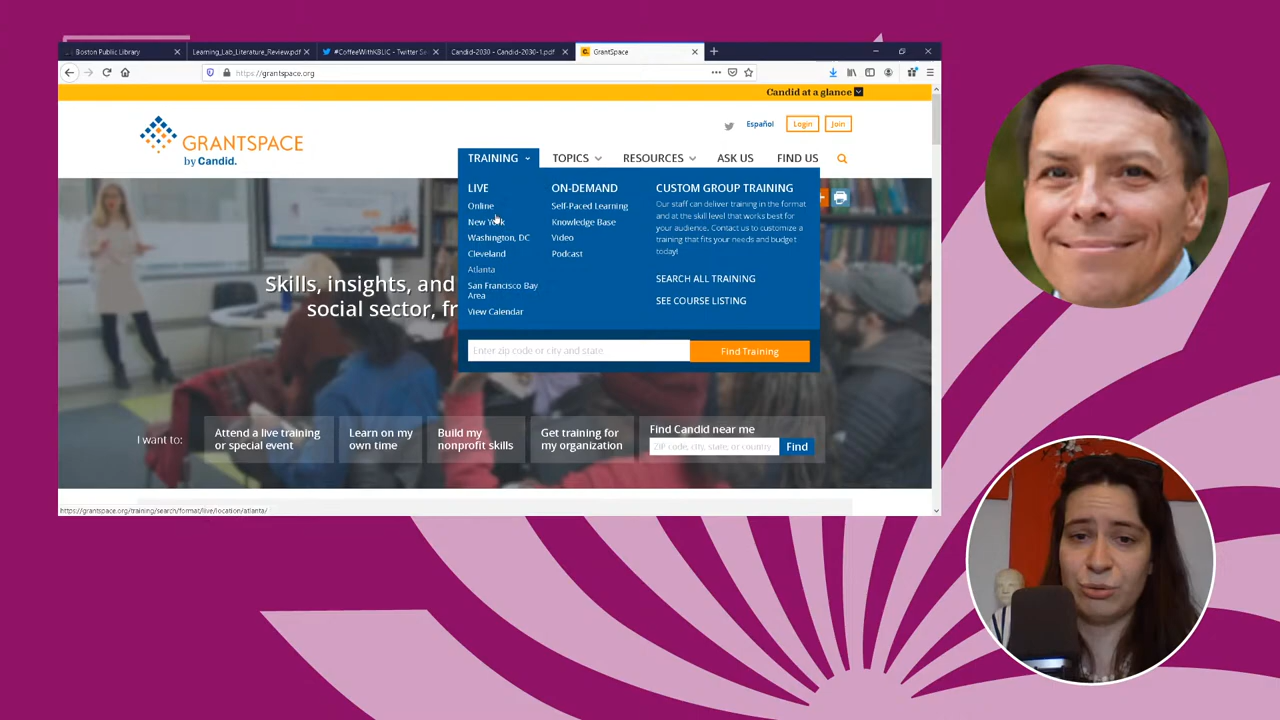 Boston Public Library
Learning_Lab_Literature_Review.pdf
#CoffeeWithKBLIC - Twitter Se
Candid-2030 - Candid-2030-1.pdf
GrantSpace
https://grantspace.org
Candid at a glance
GRANTSPACE
by Candid.
Español
Login
Join
TRAINING
TOPICS
RESOURCES
ASK US
FIND US
LIVE
Online
New York
Washington, DC
Cleveland
Atlanta
San Francisco Bay
Area
View Calendar
ON-DEMAND
Self-Paced Learning
Knowledge Base
Video
Podcast
CUSTOM GROUP TRAINING
Our staff can deliver training in the format
and at the skill level that works best for
your audience. Contact us to customize a
training that fits your needs and budget
today!
SEARCH ALL TRAINING
SEE COURSE LISTING
Enter zip code or city and state
Find Training
Skills, insights, and
social sector, fr
I want to:
Attend a live training
or special event
Learn on my
own time
Build my
nonprofit skills
Get training for
my organization
Find Candid near me
ZIP code, city, state, or country
Find
https://grantspace.org/training/search/format/live/location/atlanta/